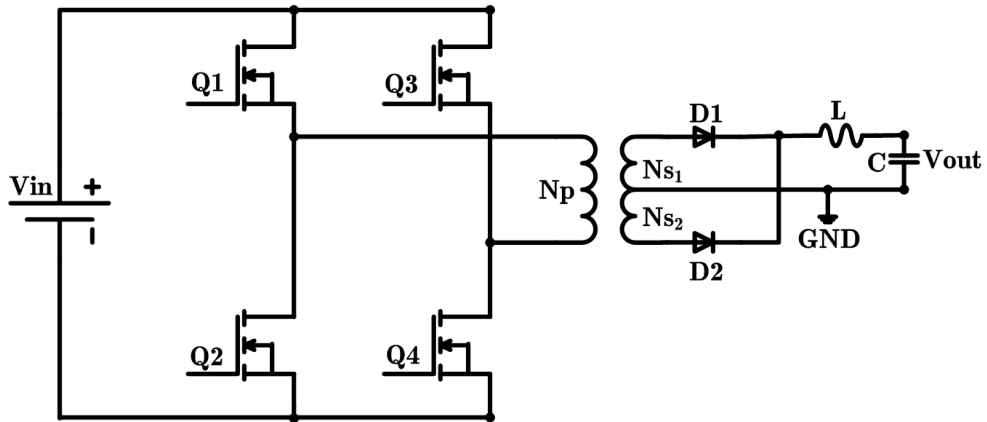 Q1
Q3
D1
L
Vin
+
-
Np
Ns₁
C
Vout
Ns₂
GND
D2
Q2
Q4